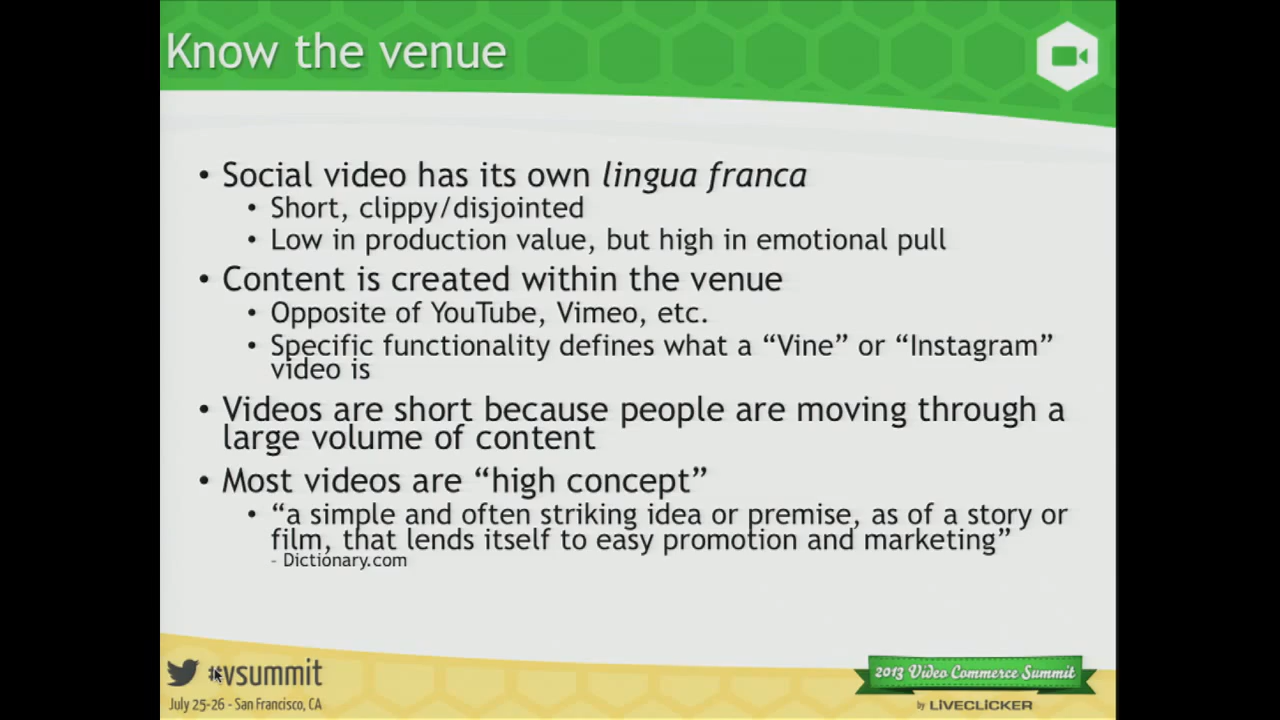 Know the venue
• Social video has its own lingua franca
• Short, clippy/disjointed
• Low in production value, but high in emotional pull
• Content is created within the venue
• Opposite of YouTube, Vimeo, etc.
• Specific functionality defines what a “Vine” or “Instagram”
video is
• Videos are short because people are moving through a
large volume of content
• Most videos are “high concept”
• “a simple and often striking idea or premise, as of a story or
film, that lends itself to easy promotion and marketing”
– Dictionary.com
vsummit
July 25-26 - San Francisco, CA
2013 Video Commerce Summit
by LIVECLICKER